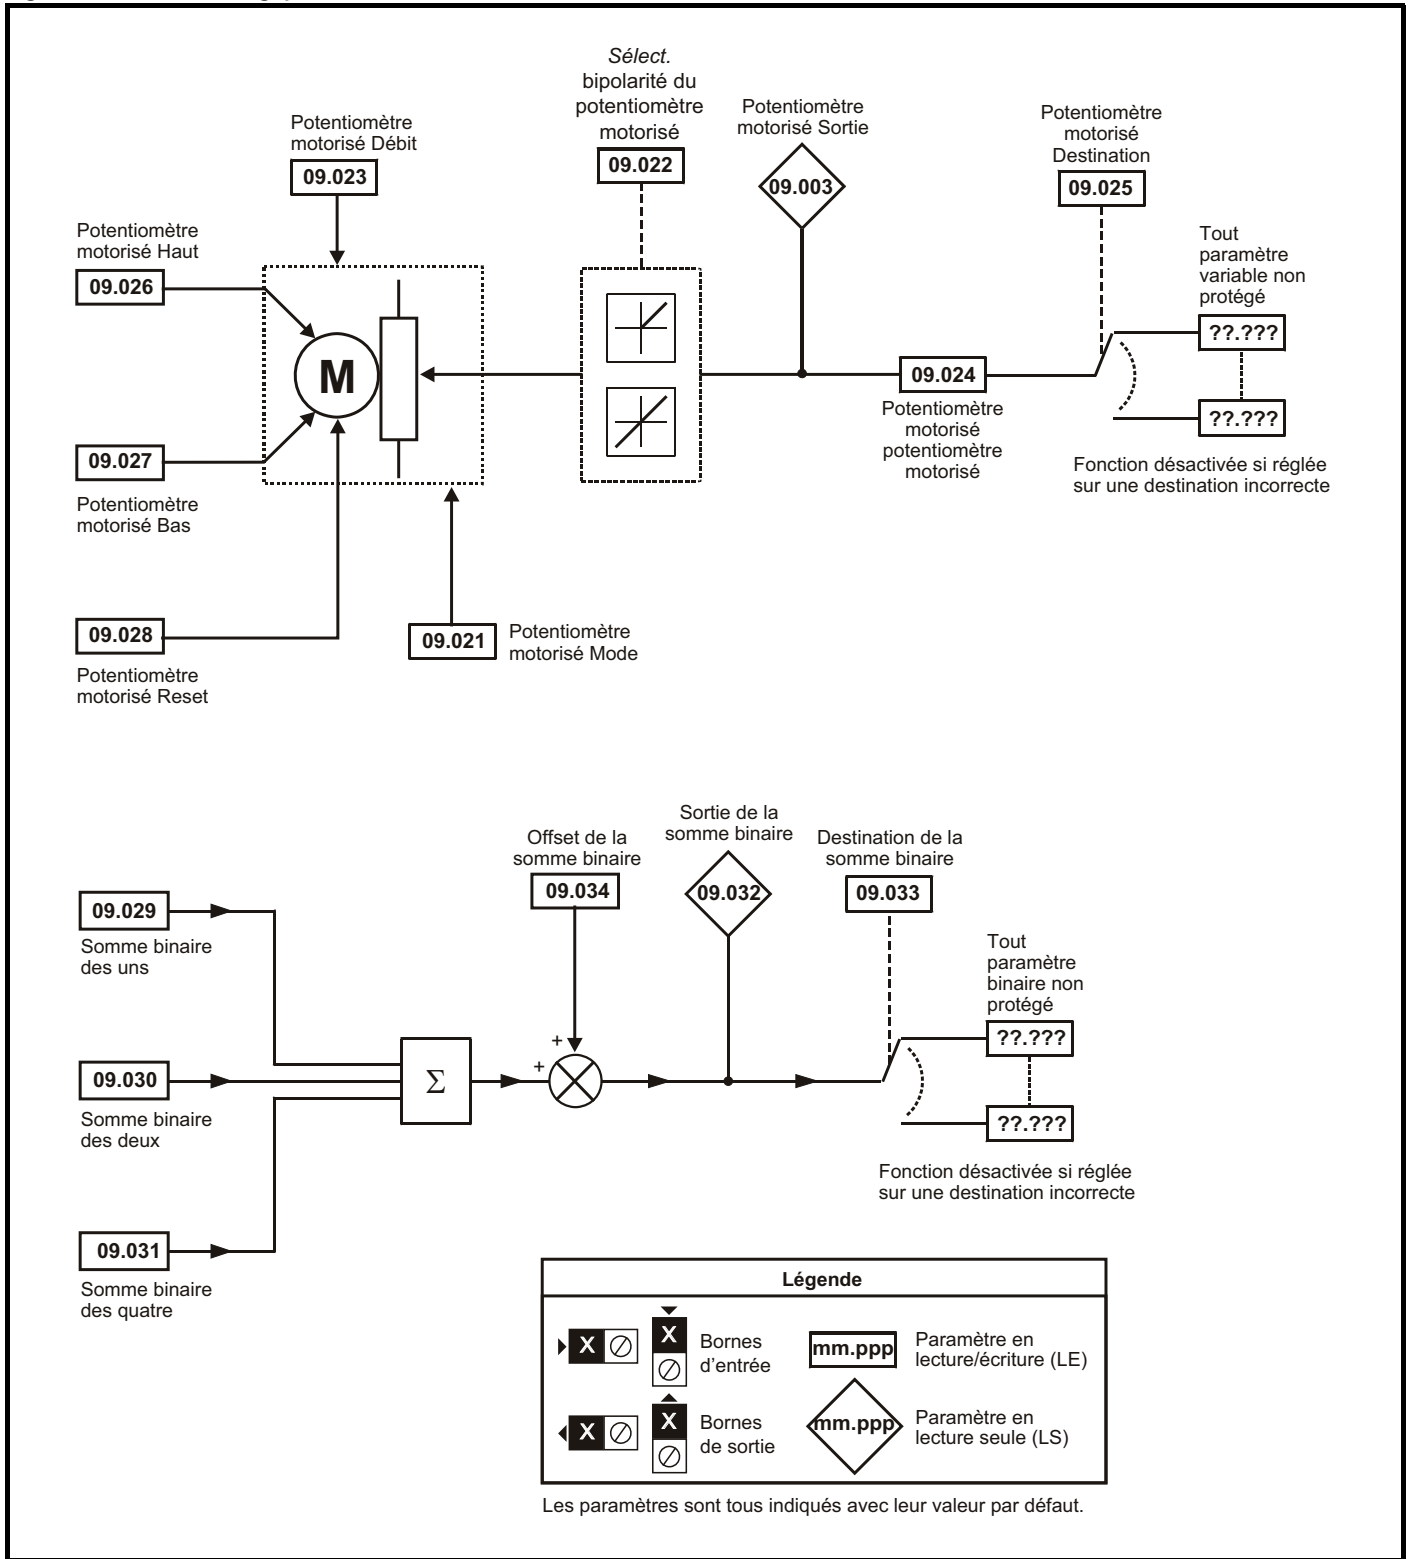 Sélect.
bipolarité du
potentiomètre
motorisé
09.022
Potentiomètre
motorisé Sortie
09.003
Potentiomètre
motorisé
Destination
09.025
Potentiomètre
motorisé Débit
09.023
Potentiomètre
motorisé Haut
09.026
Tout
paramètre
variable non
protégé
??.???
??.???
M
09.024
Potentiomètre
motorisé
potentiomètre
motorisé
Fonction désactivée si réglée
sur une destination incorrecte
09.027
Potentiomètre
motorisé Bas
09.028
Potentiomètre
motorisé Reset
09.021
Potentiomètre
motorisé Mode
Offset de la
somme binaire
09.034
Sortie de la
somme binaire
09.032
Destination de la
somme binaire
09.033
09.029
Somme binaire
des uns
Tout
paramètre
binaire non
protégé
??.???
??.???
09.030
Somme binaire
des deux
Σ
+
+
Fonction désactivée si réglée
sur une destination incorrecte
09.031
Somme binaire
des quatre
Légende
X
X
Bornes
d'entrée
mm.ppp
Paramètre en
lecture/écriture (LE)
X
X
Bornes
de sortie
mm.ppp
Paramètre en
lecture seule (LS)
Les paramètres sont tous indiqués avec leur valeur par défaut.